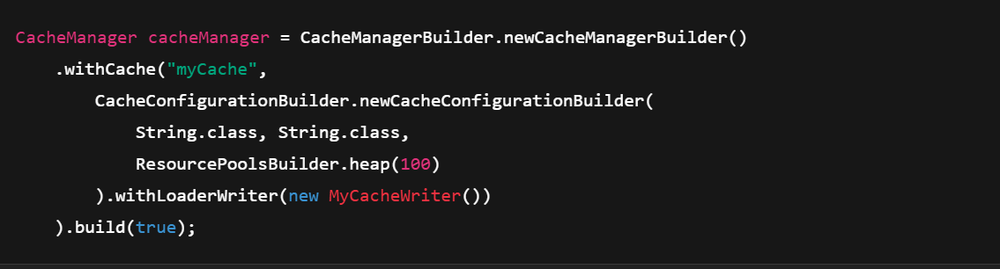 CacheManager cacheManager = CacheManagerBuilder.newCacheManagerBuilder()
    .withCache("myCache",
        CacheConfigurationBuilder.newCacheConfigurationBuilder(
            String.class, String.class,
            ResourcePoolsBuilder.heap(100)
        ).withLoaderWriter(new MyCacheWriter())
    ).build(true);